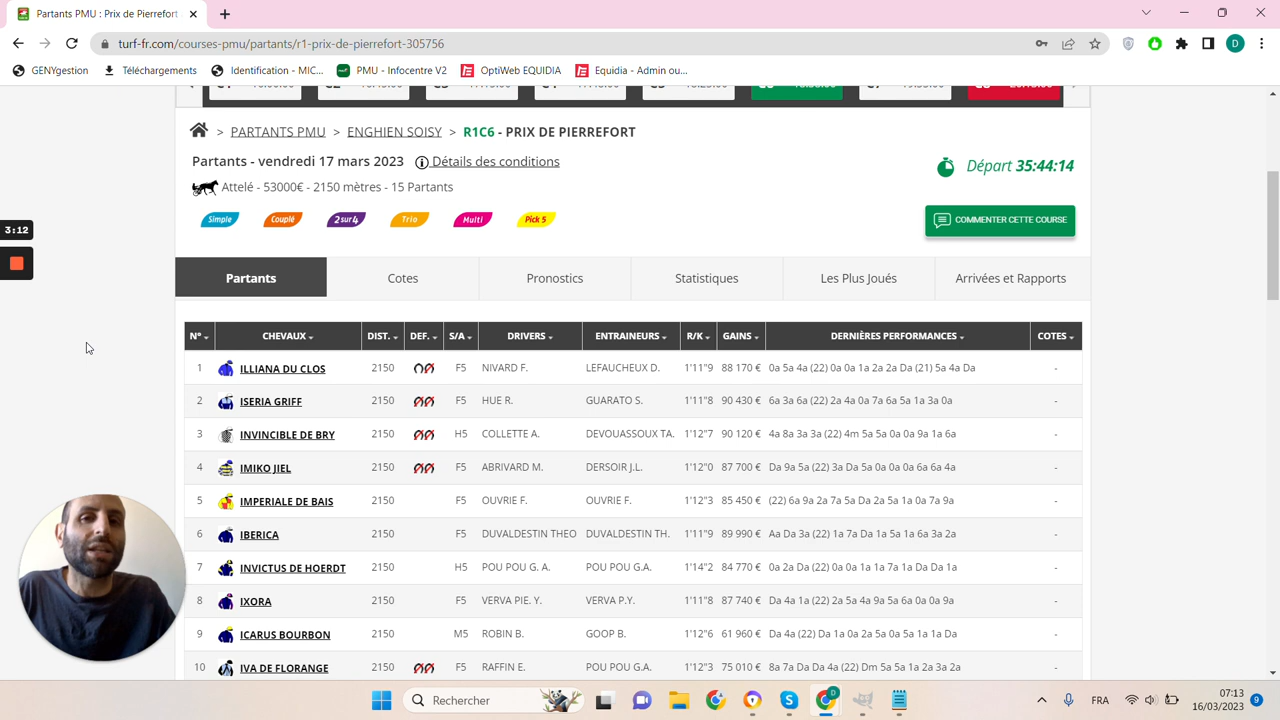 Partants PMU : Prix de Pierrefort
turf-fr.com/courses-pmu/partants/r1-prix-de-pierrefort-305756
D
GENYgestion Téléchargements Identification - MIC... PMU - Infocentre V2 OptiWeb EQUIDIA Equidia - Admin ou...
> PARTANTS PMU > ENGHIEN SOISY > R1C6 - PRIX DE PIERREFORT
Partants - vendredi 17 mars 2023 Détails des conditions
Départ 35:44:14
Attelé - 53000€ - 2150 mètres - 15 Partants
Simple Couplé 2sur4 Trio Multi Pick 5
COMMENTER CETTE COURSE
3:12
Partants Cotes Pronostics Statistiques Les Plus Joués Arrivées et Rapports
N° CHEVAUX DIST. DEF. S/A DRIVERS ENTRAINEURS R/K GAINS DERNIÈRES PERFORMANCES COTES
1 ILLIANA DU CLOS 2150 F5 NIVARD F. LEFAUCHEUX D. 1'11"9 88 170 € 0a 5a 4a (22) 0a 0a 1a 2a 2a Da (21) 5a 4a Da -
2 ISERIA GRIFF 2150 F5 HUE R. GUARATO S. 1'11"8 90 430 € 6a 3a 6a (22) 2a 4a 0a 7a 6a 5a 1a 3a 0a -
3 INVINCIBLE DE BRY 2150 H5 COLLETTE A. DEVOUASSOUX TA. 1'12"7 90 120 € 4a 8a 3a 3a (22) 4m 5a 5a 0a 0a 9a 1a 6a -
4 IMIKO JIEL 2150 F5 ABRIVARD M. DERSOIR J.L. 1'12"0 87 700 € Da 9a 5a (22) 3a Da 5a 0a 0a 0a 6a 6a 4a -
5 IMPERIALE DE BAIS 2150 F5 OUVRIE F. OUVRIE F. 1'12"3 85 450 € (22) 6a 9a 2a 7a 5a Da 2a 5a 1a 0a 7a 9a -
6 IBERICA 2150 F5 DUVALDESTIN THEO DUVALDESTIN TH. 1'11"9 89 990 € Aa Da 3a (22) 1a 7a Da 1a 5a 1a 6a 3a 2a -
7 INVICTUS DE HOERDT 2150 H5 POU POU G. A. POU POU G.A. 1'14"2 84 770 € 0a 2a Da (22) 0a 0a 1a 1a 7a 1a Da Da 1a -
8 IXORA 2150 F5 VERVA PIE. Y. VERVA P.Y. 1'11"8 87 740 € Da 4a 1a (22) 2a 5a 4a 9a 5a 6a 0a 0a 9a -
9 ICARUS BOURBON 2150 M5 ROBIN B. GOOP B. 1'12"6 61 960 € Da 4a (22) Da 1a 0a 2a 5a 0a 5a 1a 1a Da -
10 IVA DE FLORANGE 2150 F5 RAFFIN E. POU POU G.A. 1'12"3 75 010 € 8a 7a Da Da 4a (22) Dm 5a 5a 1a 2a 3a 2a -
Rechercher
FRA
07:13
16/03/2023
9